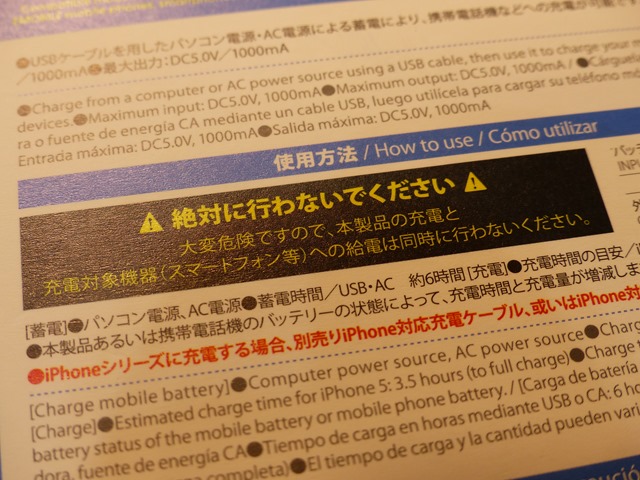 ●USBケーブルを用したパソコン電源・AC電源による蓄電により、携帯電話機などへの充電が可能です
/1000mA●最大出力：DC5.0V／1000mA
●Charge from a computer or AC power source using a USB cable, then use it to charge your
devices.●Maximum input: DC5.0V, 1000mA●Maximum output: DC5.0V, 1000mA / ●Cárguelo
ra o fuente de energía CA mediante un cable USB, luego utilícela para cargar su teléfono mó
Entrada máxima: DC5.0V, 1000mA●Salida máxima: DC5.0V, 1000mA
使用方法 / How to use / Cómo utilizar
⚠ 絶対に行わないでください ⚠
大変危険ですので、本製品の充電と
充電対象機器（スマートフォン等）への給電は同時に行わないください。
バッテ
INPU
[蓄電]●パソコン電源、AC電源●蓄電時間／USB・AC 約6時間 [充電]●充電時間の目安／
●本製品あるいは携帯電話機のバッテリーの状態によって、充電時間と充電量が増減しま
●iPhoneシリーズに充電する場合、別売りiPhone対応充電ケーブル、或いはiPhone対
[Charge mobile battery]●Computer power source, AC power source●Charge
[Charge]●Estimated charge time for iPhone 5: 3.5 hours (to full charge)●Charge t
battery status of the mobile battery or mobile phone battery. / [Carga de batería
dora, fuente de energía CA●Tiempo de carga en horas mediante USB o CA: 6 h
completa)●El tiempo de carga y la cantidad pueden var